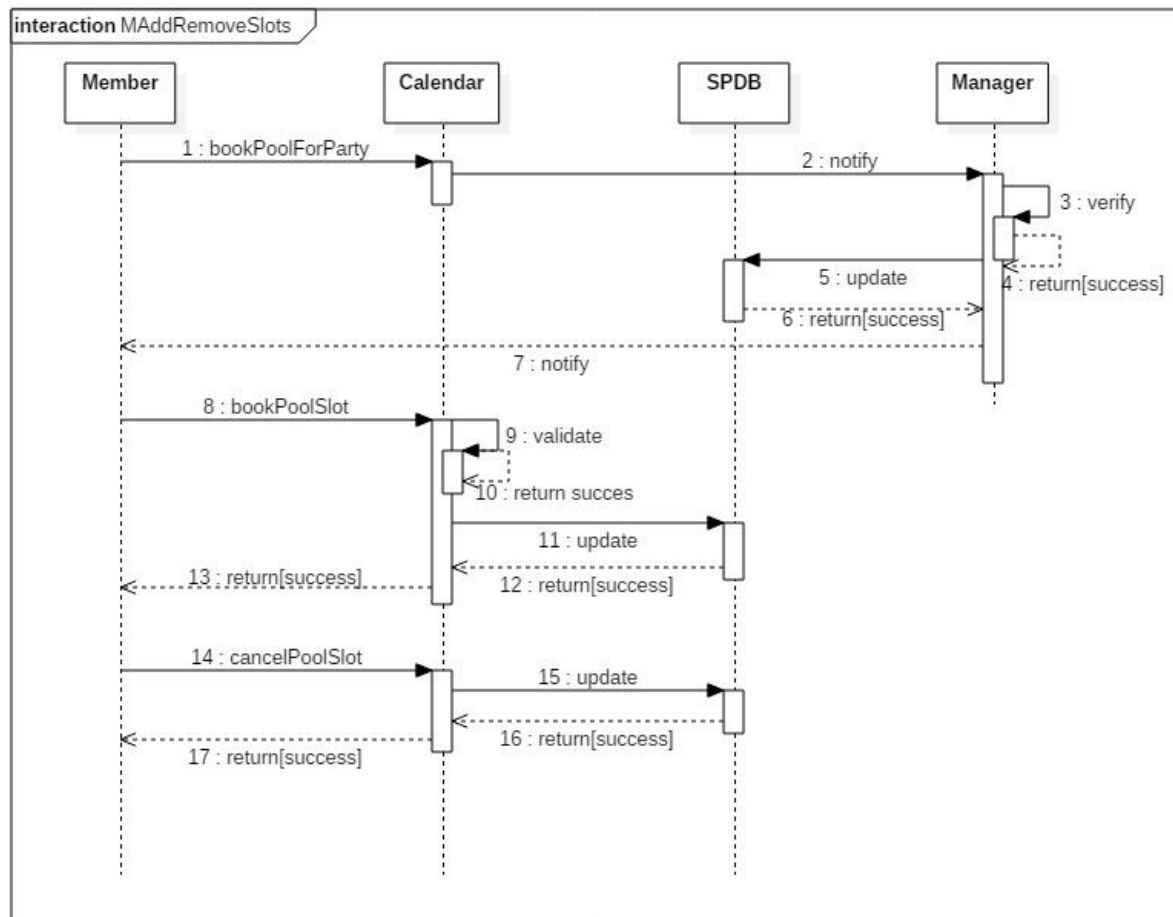 interaction MAddRemoveSlots
Member
Calendar
SPDB
Manager
1 : bookPoolForParty
2 : notify
3 : verify
4 : return[success]
5 : update
6 : return[success]
7 : notify
8 : bookPoolSlot
9 : validate
10 : return succes
11 : update
12 : return[success]
13 : return[success]
14 : cancelPoolSlot
15 : update
16 : return[success]
17 : return[success]